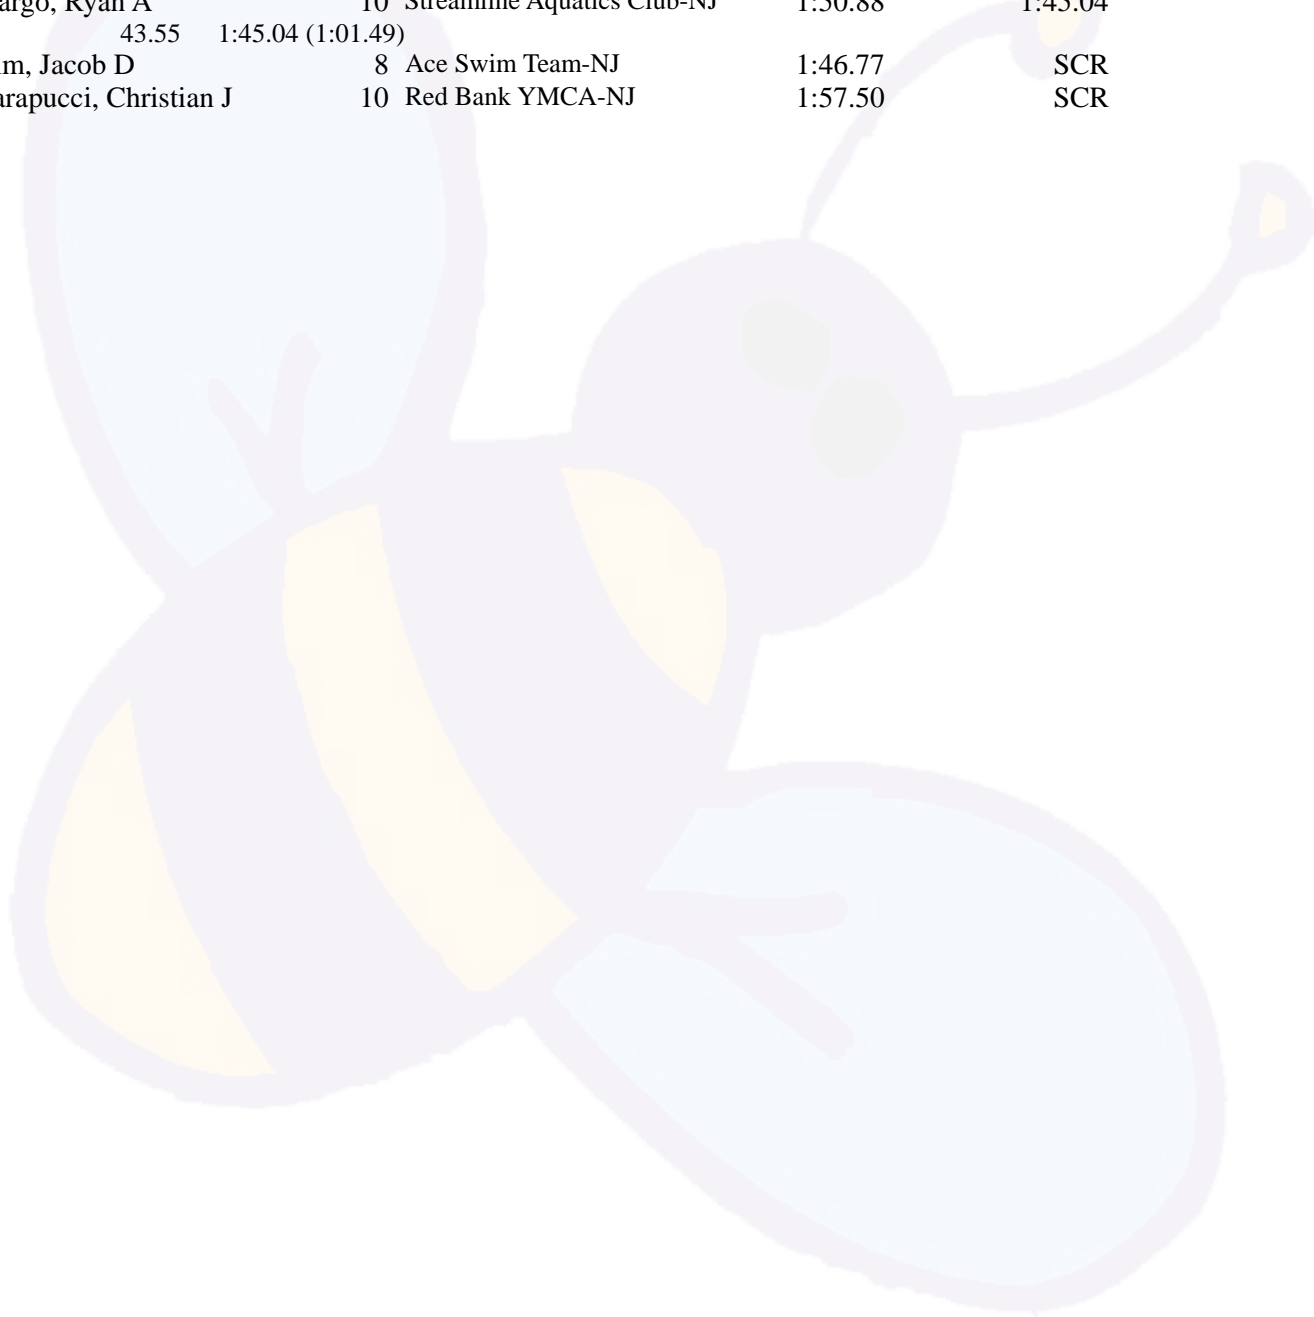 argo, Ryan A 10 Streamline Aquatics Club-NJ 1:50.88 1:45.04
43.55 1:45.04 (1:01.49)
m, Jacob D 8 Ace Swim Team-NJ 1:46.77 SCR
arapucci, Christian J 10 Red Bank YMCA-NJ 1:57.50 SCR